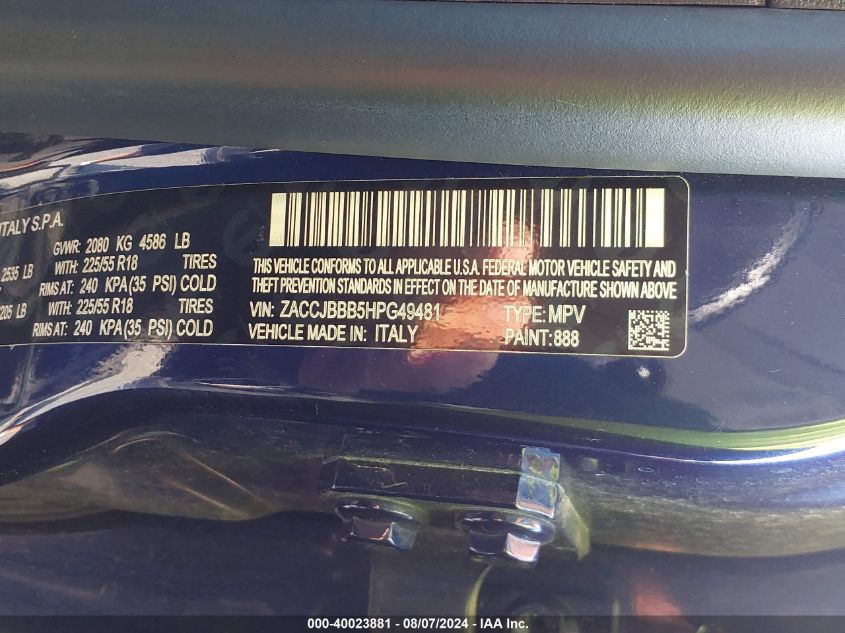 ITALY S.P.A.
GVWR: 2080 KG 4586 LB
2535 LB WITH: 225/55 R18 TIRES
RIMS AT: 240 KPA(35 PSI) COLD
205 LB WITH: 225/55 R18 TIRES
RIMS AT: 240 KPA(35 PSI) COLD
THIS VEHICLE CONFORMS TO ALL APPLICABLE U.S.A. FEDERAL MOTOR VEHICLE SAFETY AND
THEFT PREVENTION STANDARDS IN EFFECT ON THE DATE OF MANUFACTURE SHOWN ABOVE
VIN: ZACCJBBB5HPG49481 TYPE: MPV
VEHICLE MADE IN: ITALY PAINT:888
000-40023881 — 08/07/2024 — IAA Inc.